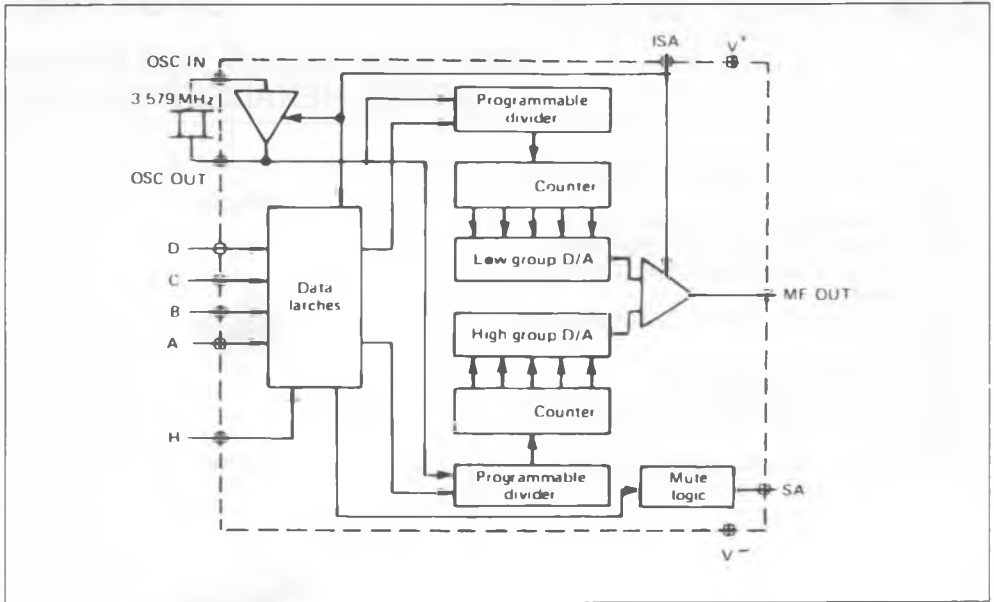 OSC IN
ISA
V+
3 579 MHz
Programmable
divider
OSC OUT
Counter
D
Low group D/A
C
Data
larches
MF OUT
B
High group D/A
A
Counter
H
Programmable
divider
Mute
logic
SA
V−